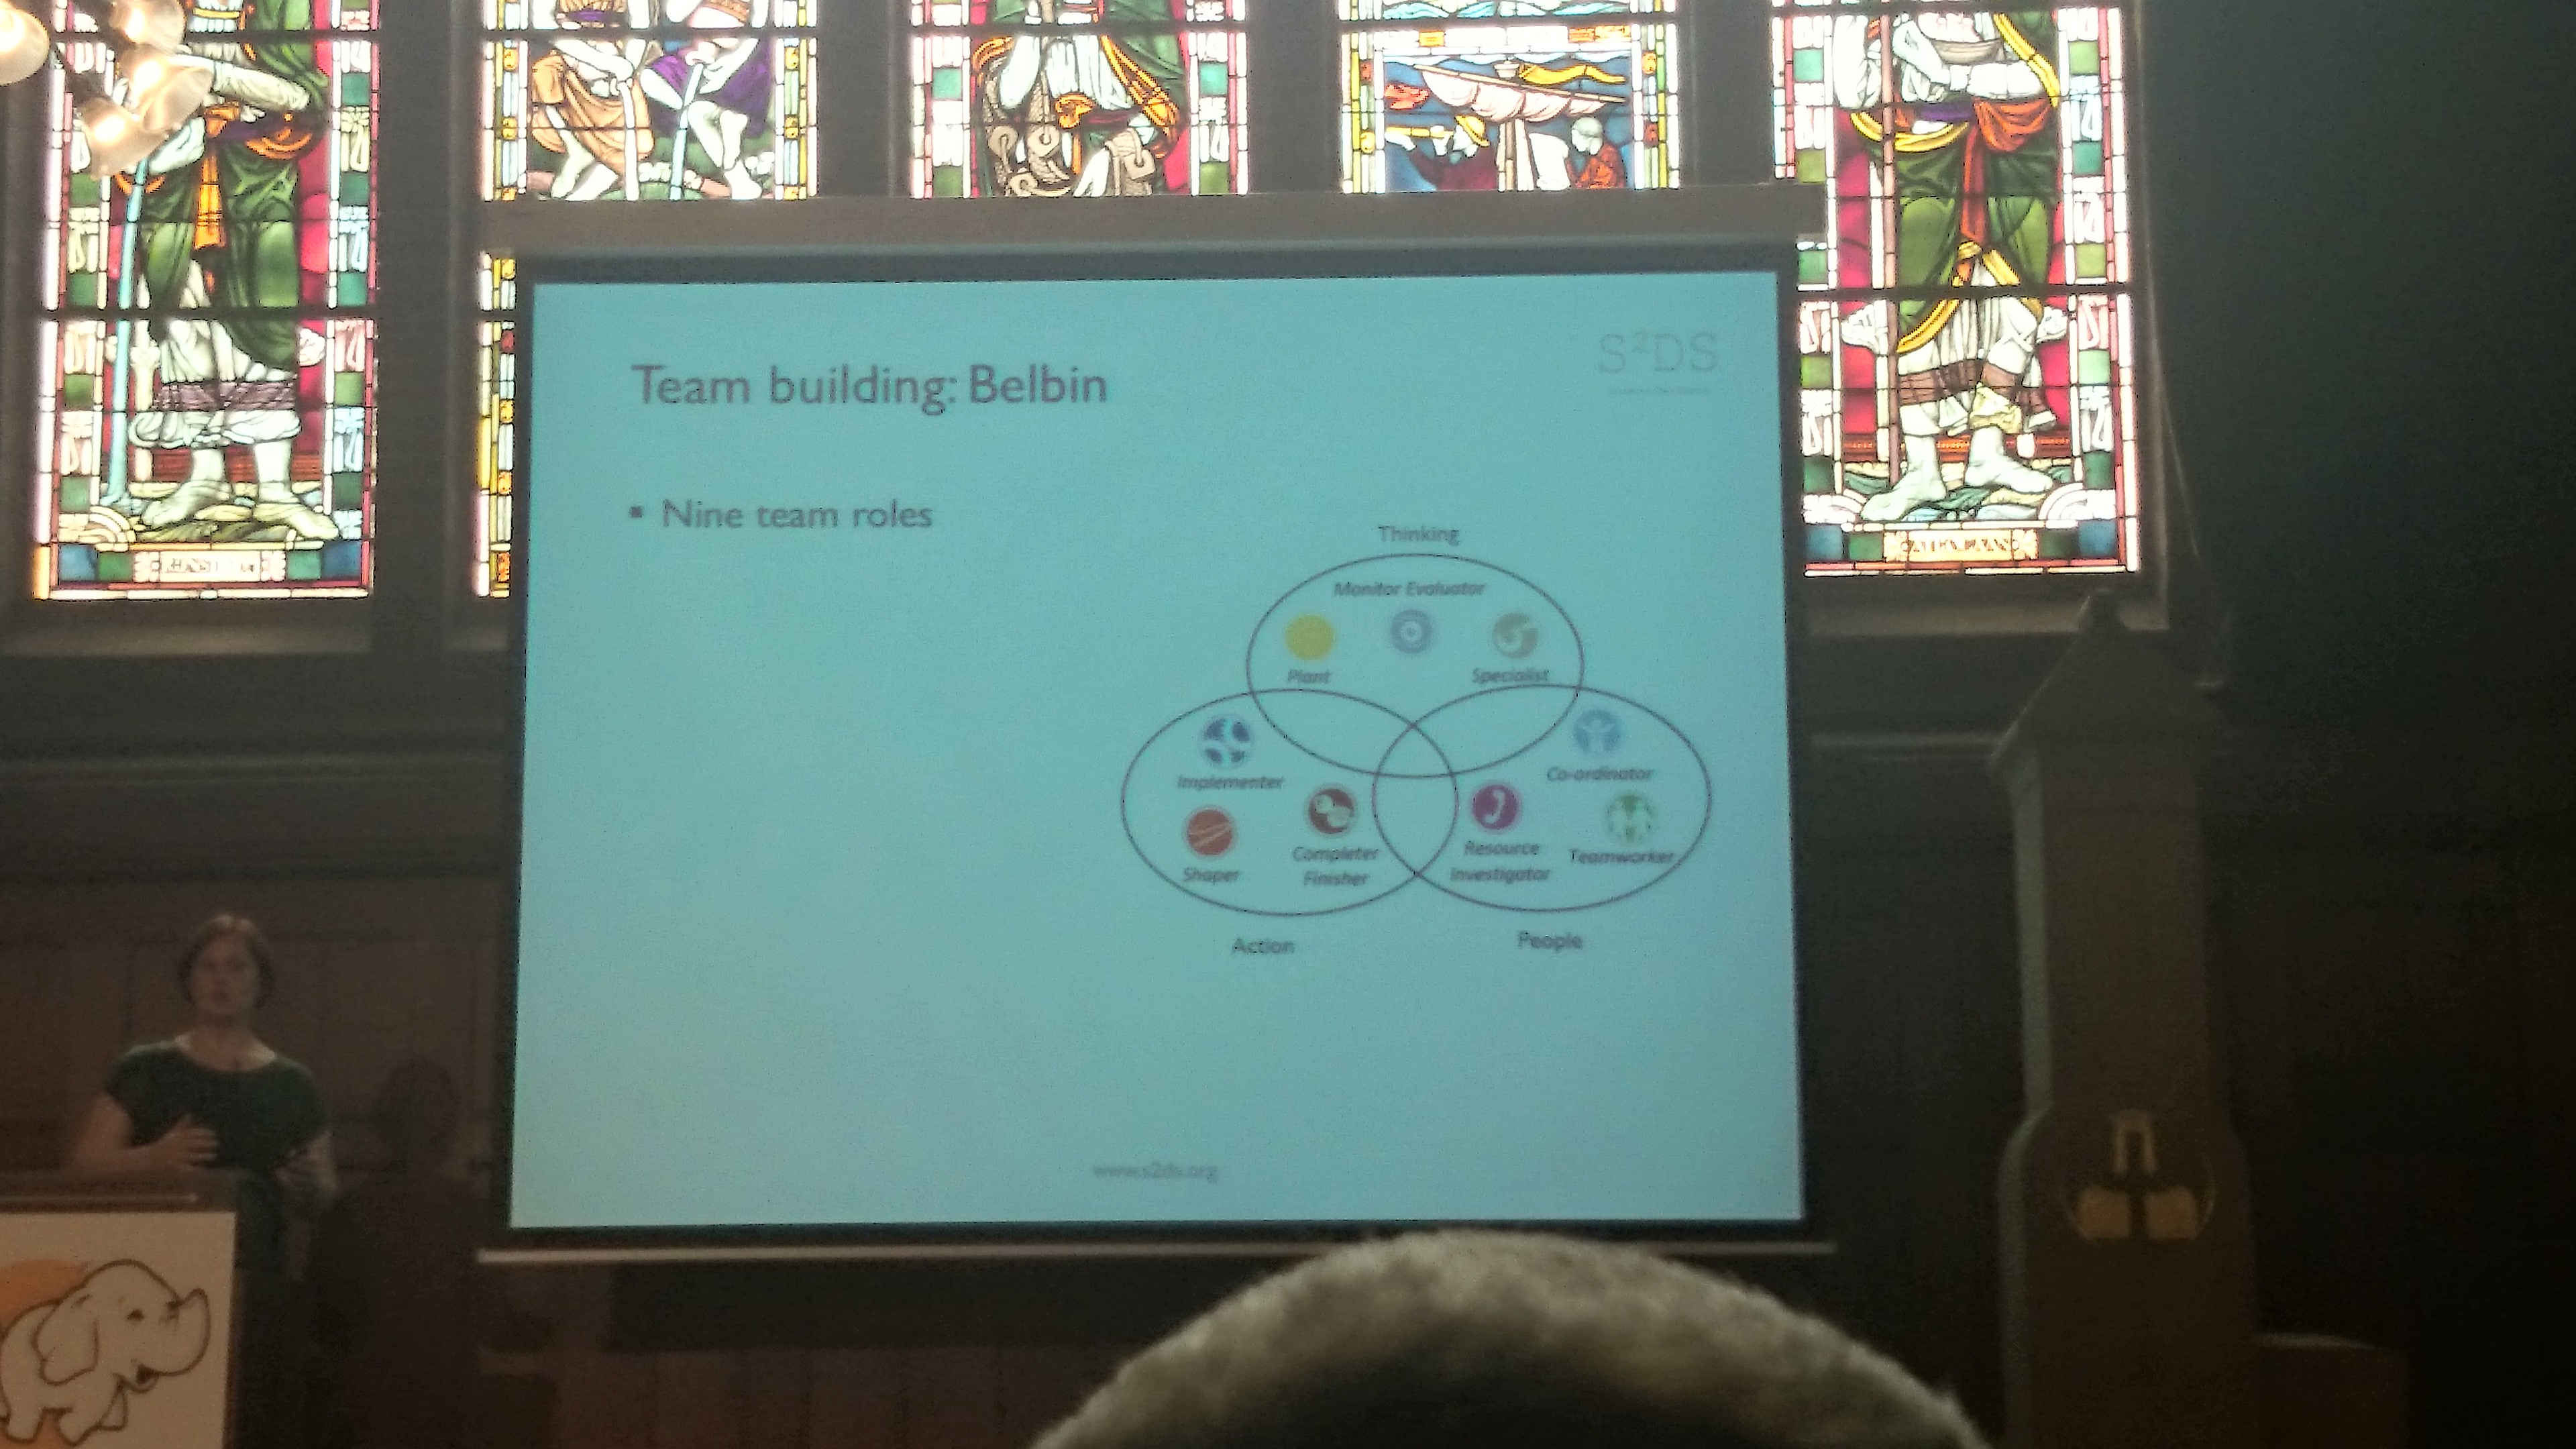 S2DS
Team building: Belbin
▪ Nine team roles
Thinking
Monitor Evaluator
Plant
Specialist
Implementer
Co-ordinator
Shaper
Completer
Finisher
Resource
Investigator
Teamworker
Action
People
www.s2ds.org